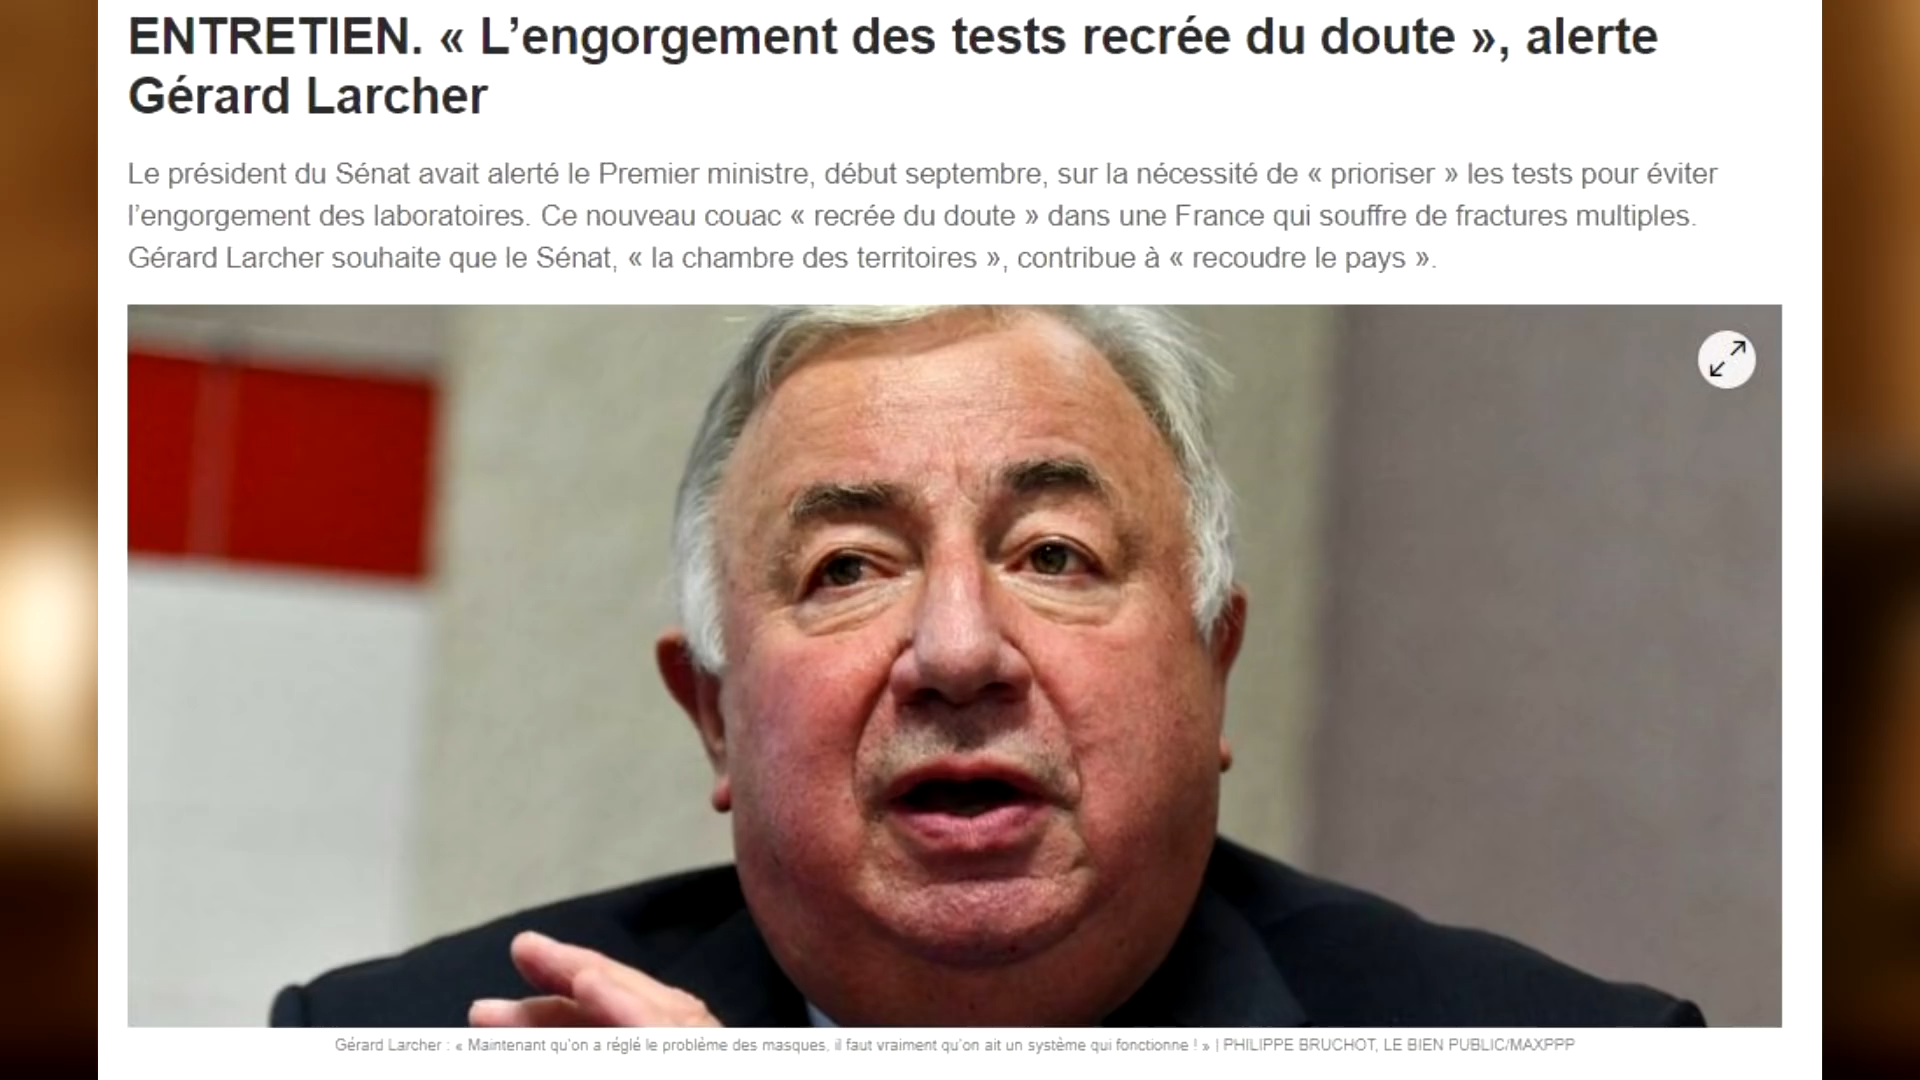 ENTRETIEN. « L’engorgement des tests recrée du doute », alerte
Gérard Larcher
Le président du Sénat avait alerté le Premier ministre, début septembre, sur la nécessité de « prioriser » les tests pour éviter
l’engorgement des laboratoires. Ce nouveau couac « recrée du doute » dans une France qui souffre de fractures multiples.
Gérard Larcher souhaite que le Sénat, « la chambre des territoires », contribue à « recoudre le pays ».
Gérard Larcher : « Maintenant qu’on a réglé le problème des masques, il faut vraiment qu’on ait un système qui fonctionne ! » | PHILIPPE BRUCHOT, LE BIEN PUBLIC/MAXPPP